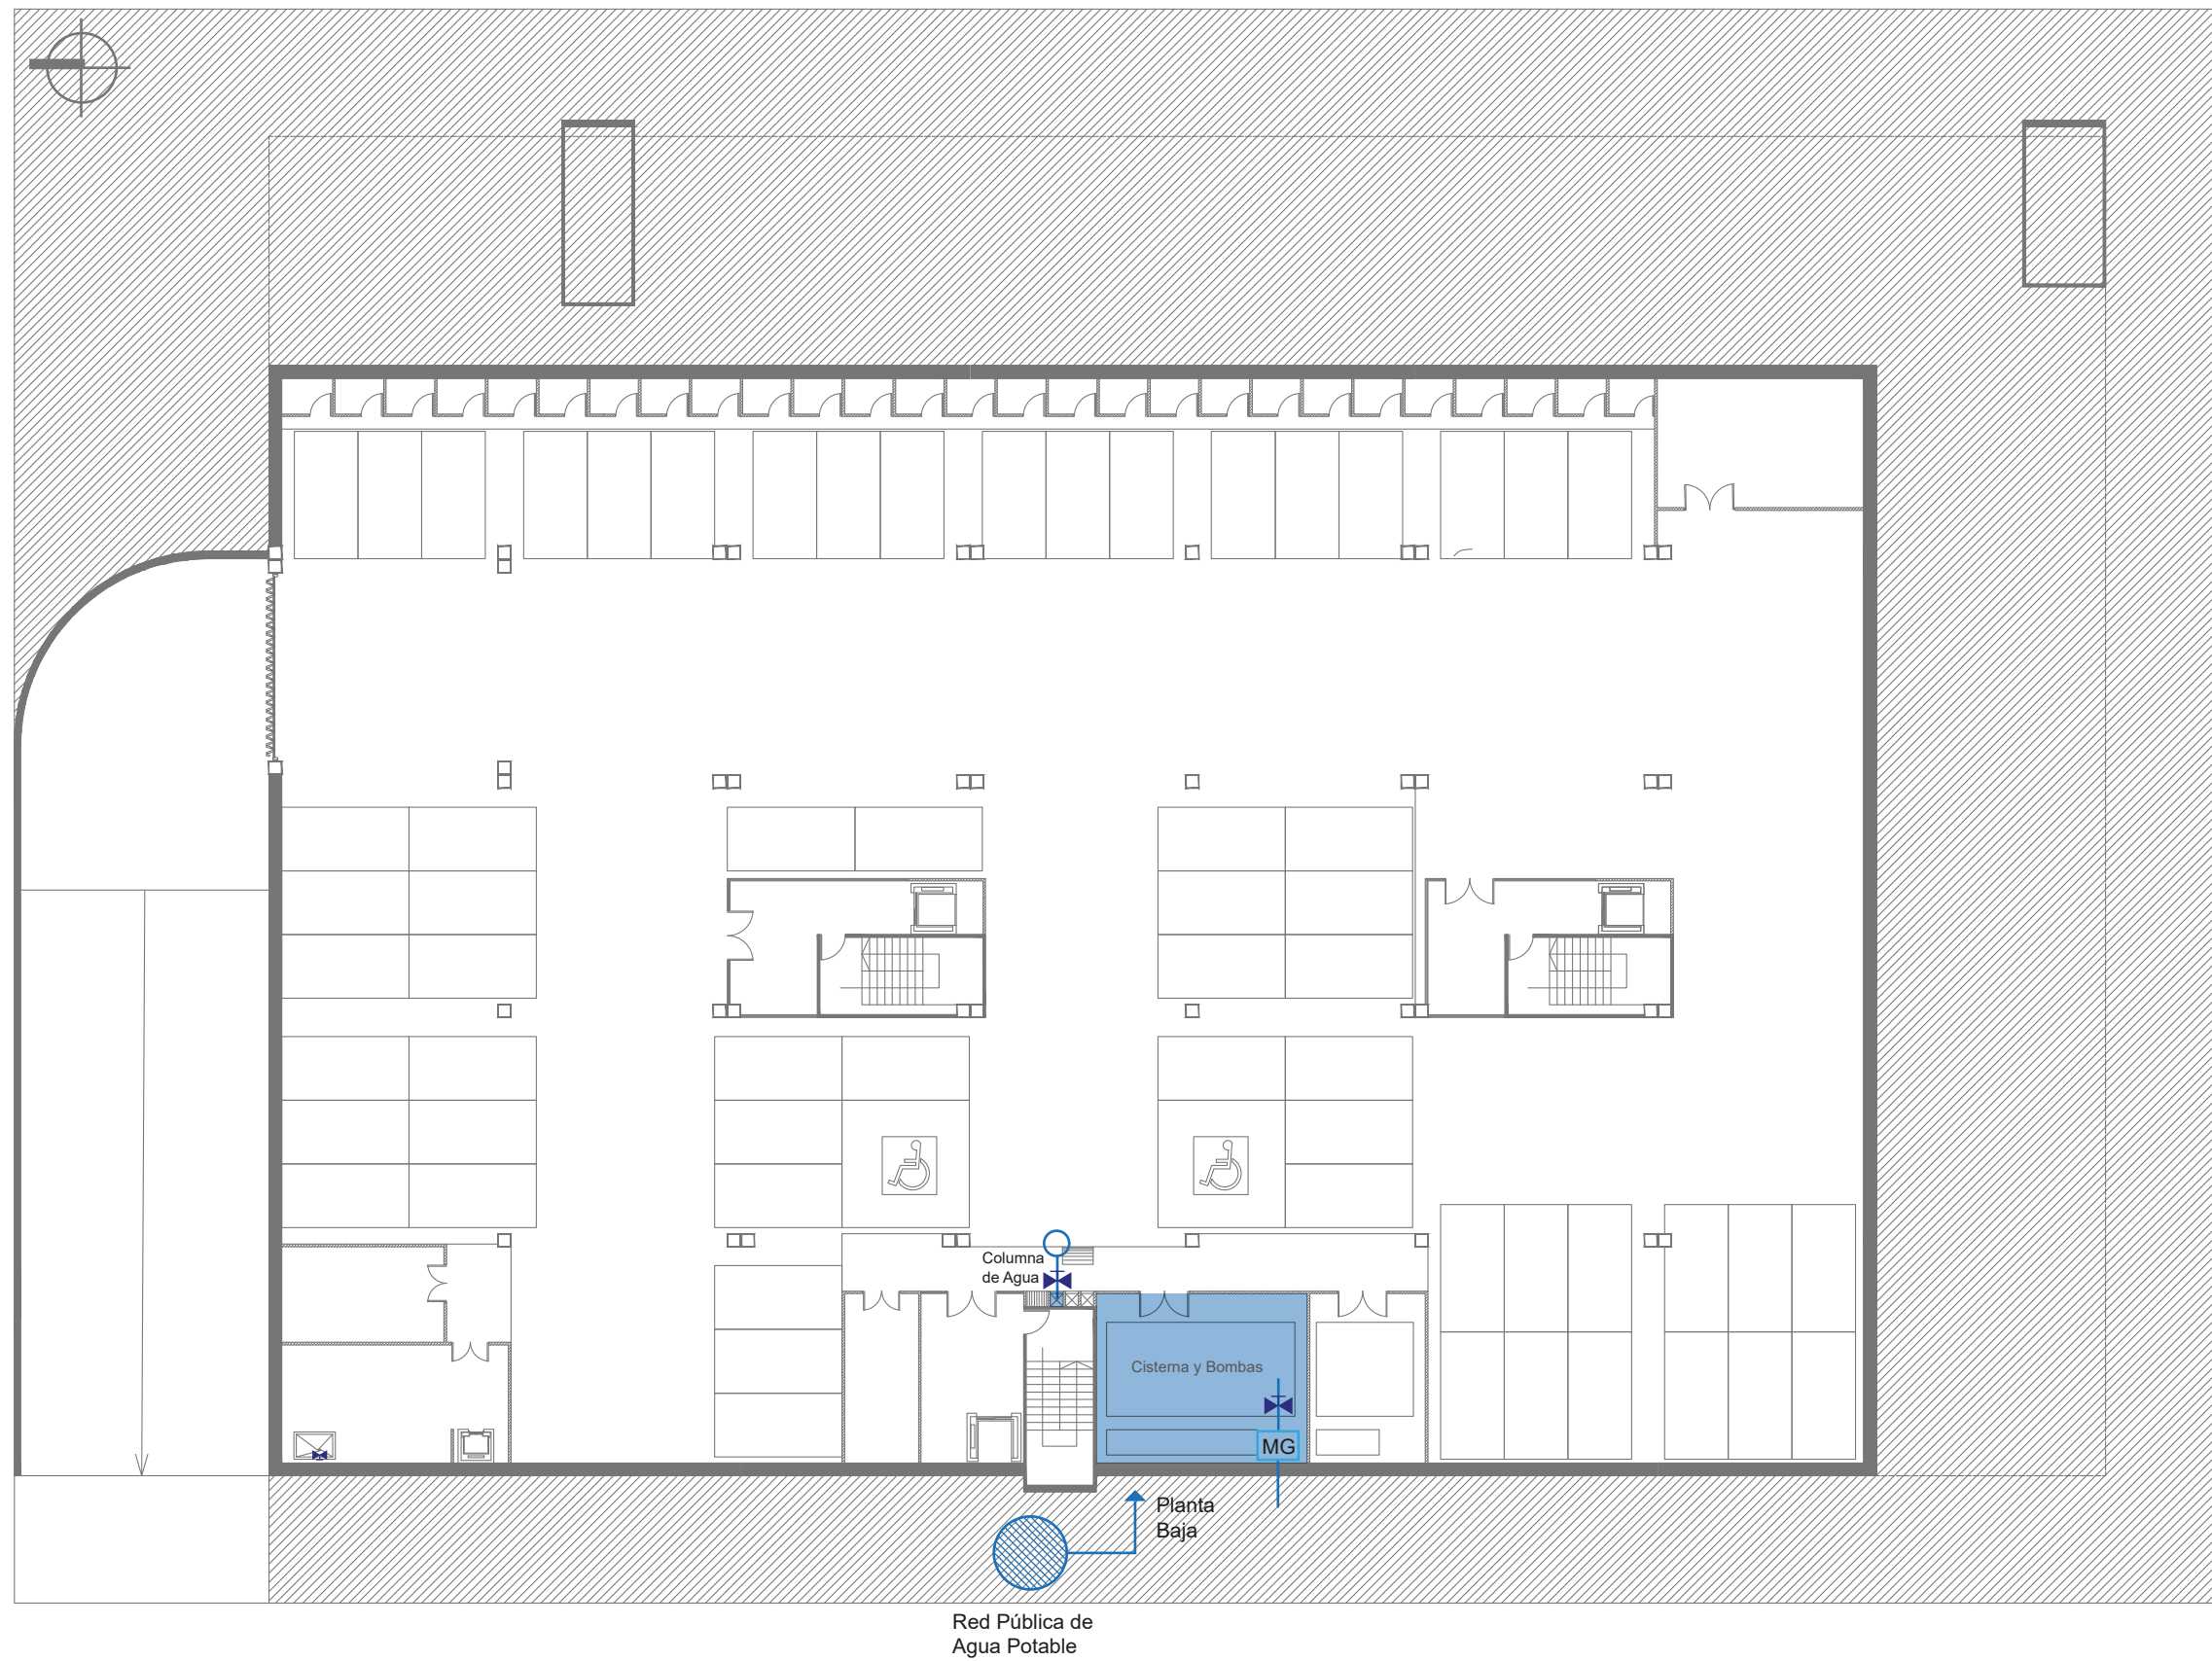 Columna
de Agua
Cisterna y Bombas
MG
Planta
Baja
Red Pública de
Agua Potable